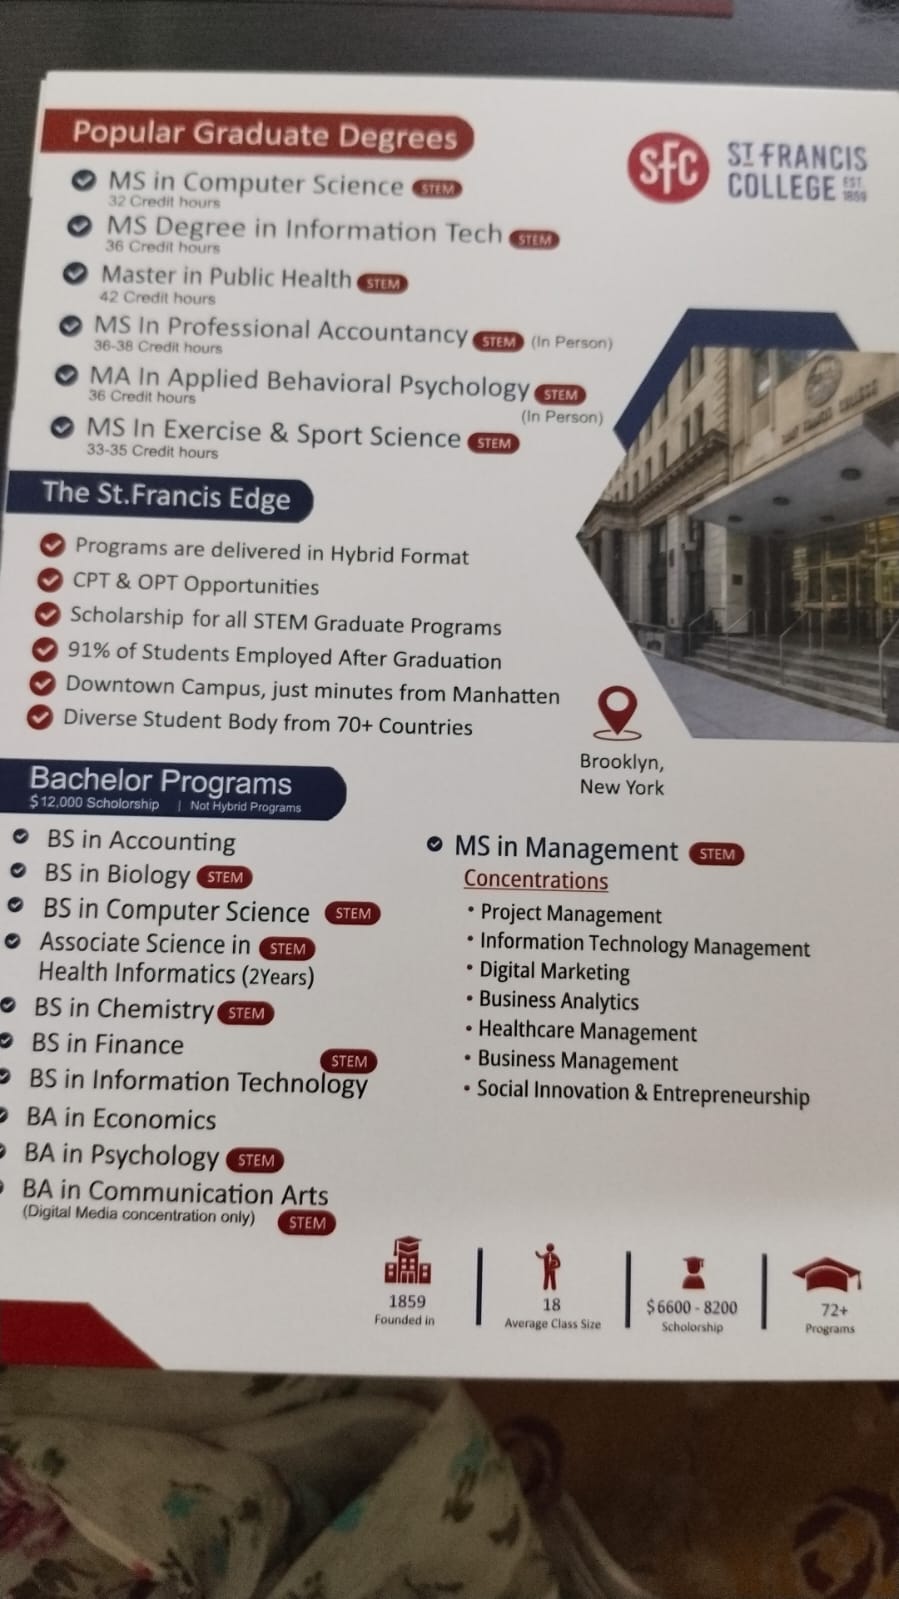 Popular Graduate Degrees
SFC
ST FRANCIS
COLLEGE EST. 1859
MS in Computer Science STEM
32 Credit hours
MS Degree in Information Tech STEM
36 Credit hours
Master in Public Health STEM
42 Credit hours
MS In Professional Accountancy STEM (In Person)
36-38 Credit hours
MA In Applied Behavioral Psychology STEM
36 Credit hours
(In Person)
MS In Exercise & Sport Science STEM
33-35 Credit hours
The St.Francis Edge
Programs are delivered in Hybrid Format
CPT & OPT Opportunities
Scholarship for all STEM Graduate Programs
91% of Students Employed After Graduation
Downtown Campus, just minutes from Manhatten
Diverse Student Body from 70+ Countries
Brooklyn,
New York
Bachelor Programs
$12,000 Scholorship | Not Hybrid Programs
BS in Accounting
BS in Biology STEM
BS in Computer Science STEM
Associate Science in STEM
Health Informatics (2Years)
BS in Chemistry STEM
BS in Finance
STEM
BS in Information Technology
BA in Economics
BA in Psychology STEM
BA in Communication Arts
(Digital Media concentration only) STEM
MS in Management STEM
Concentrations
• Project Management
• Information Technology Management
• Digital Marketing
• Business Analytics
• Healthcare Management
• Business Management
• Social Innovation & Entrepreneurship
1859
Founded in
18
Average Class Size
$6600 - 8200
Scholorship
72+
Programs